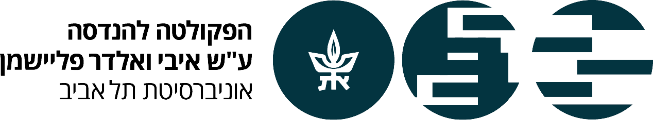 הפקולטה להנדסה
ע"ש איבי ואלדר פליישמן
אוניברסיטת תל אביב